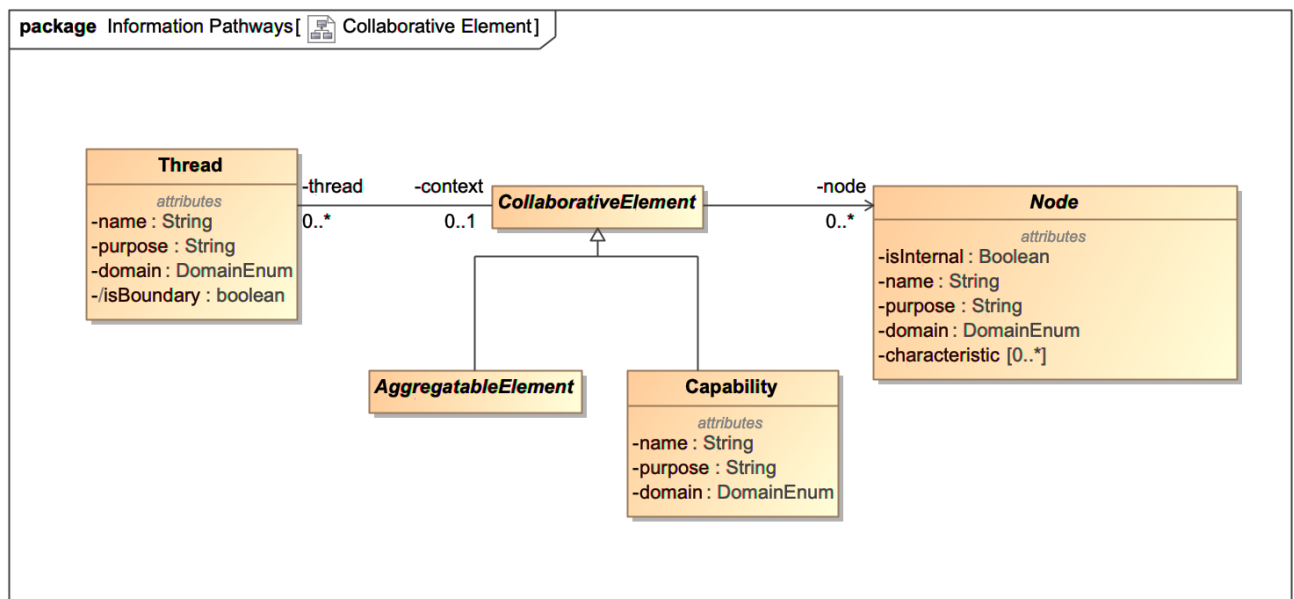 package Information Pathways[ Collaborative Element]
Thread
attributes
-name : String
-purpose : String
-domain : DomainEnum
-/isBoundary : boolean
-thread
0..*
-context
0..1
CollaborativeElement
-node
0..*
Node
attributes
-isInternal : Boolean
-name : String
-purpose : String
-domain : DomainEnum
-characteristic [0..*]
AggregatableElement
Capability
attributes
-name : String
-purpose : String
-domain : DomainEnum